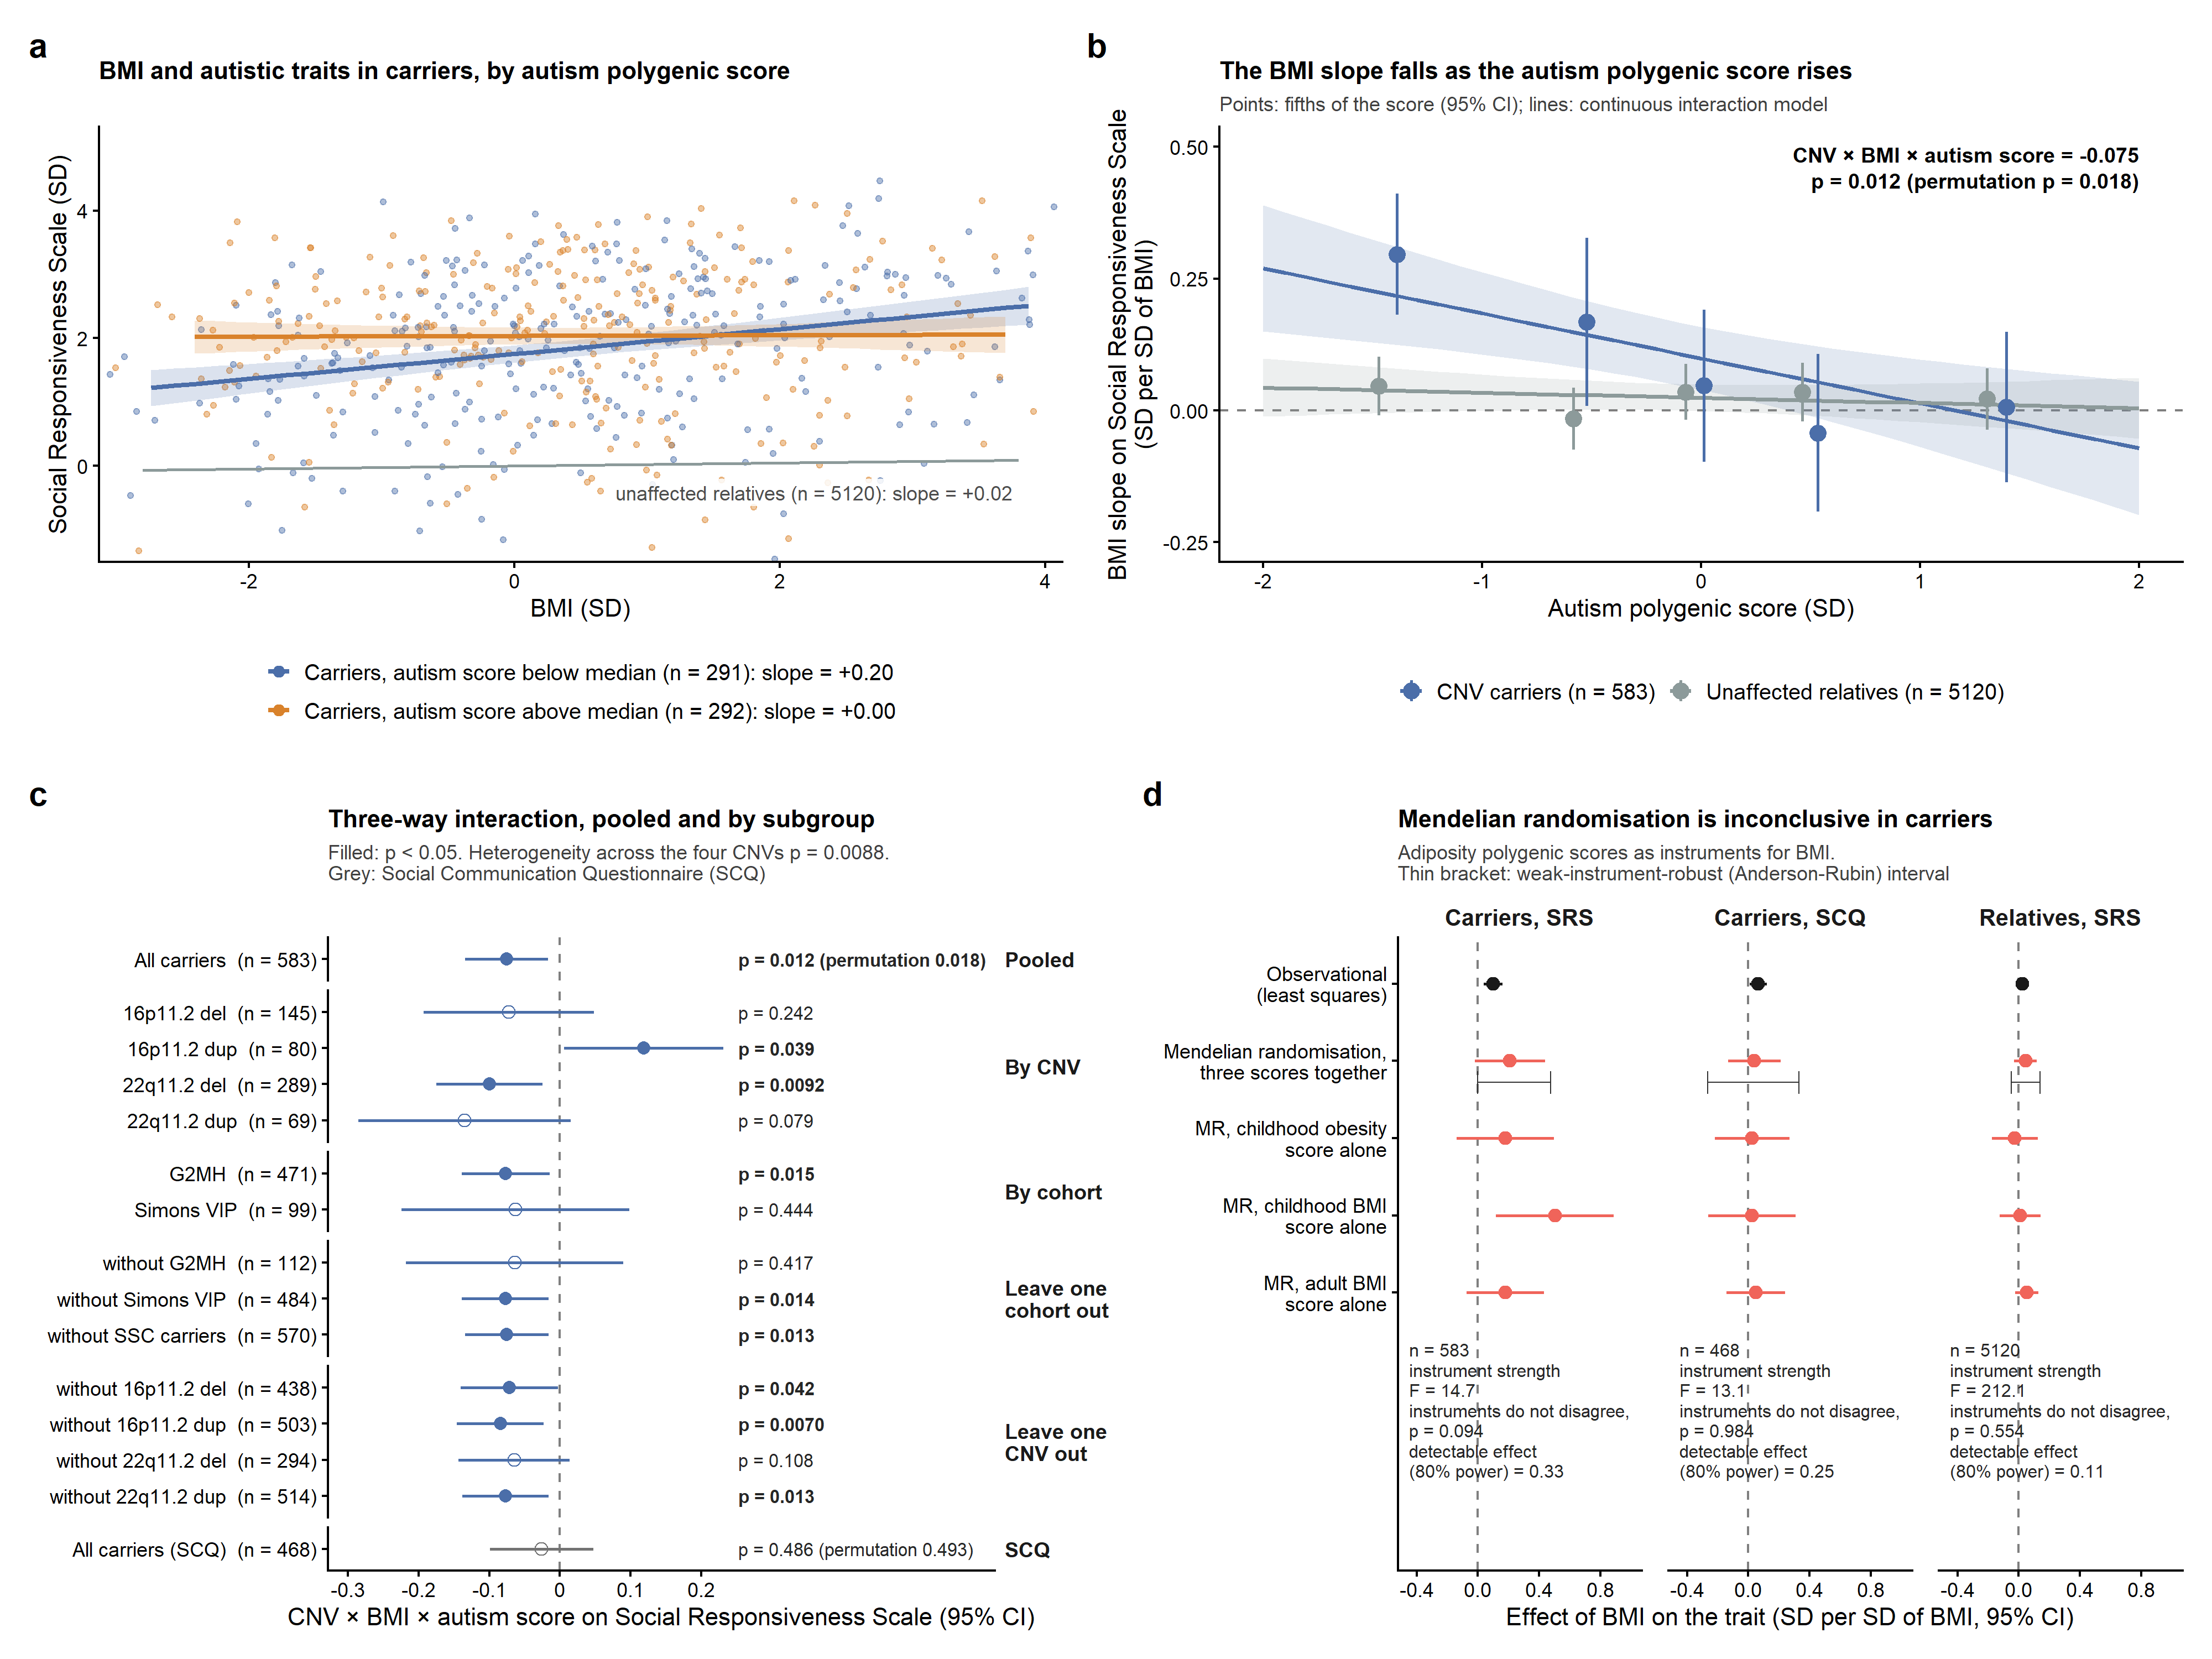 a
BMI and autistic traits in carriers, by autism polygenic score
Social Responsiveness Scale (SD)
4
2
0
unaffected relatives (n = 5120): slope = +0.02
-2
0
2
4
BMI (SD)
Carriers, autism score below median (n = 291): slope = +0.20
Carriers, autism score above median (n = 292): slope = +0.00
b
The BMI slope falls as the autism polygenic score rises
Points: fifths of the score (95% CI); lines: continuous interaction model
BMI slope on Social Responsiveness Scale
(SD per SD of BMI)
0.50
0.25
0.00
-0.25
CNV × BMI × autism score = -0.075
p = 0.012 (permutation p = 0.018)
-2
-1
0
1
2
Autism polygenic score (SD)
CNV carriers (n = 583)
Unaffected relatives (n = 5120)
c
Three-way interaction, pooled and by subgroup
Filled: p < 0.05. Heterogeneity across the four CNVs p = 0.0088.
Grey: Social Communication Questionnaire (SCQ)
All carriers (n = 583)
p = 0.012 (permutation 0.018)
Pooled
16p11.2 del (n = 145)
p = 0.242
16p11.2 dup (n = 80)
p = 0.039
By CNV
22q11.2 del (n = 289)
p = 0.0092
22q11.2 dup (n = 69)
p = 0.079
G2MH (n = 471)
p = 0.015
By cohort
Simons VIP (n = 99)
p = 0.444
without G2MH (n = 112)
p = 0.417
Leave one
cohort out
without Simons VIP (n = 484)
p = 0.014
without SSC carriers (n = 570)
p = 0.013
without 16p11.2 del (n = 438)
p = 0.042
without 16p11.2 dup (n = 503)
p = 0.0070
Leave one
CNV out
without 22q11.2 del (n = 294)
p = 0.108
without 22q11.2 dup (n = 514)
p = 0.013
All carriers (SCQ) (n = 468)
p = 0.486 (permutation 0.493)
SCQ
-0.3
-0.2
-0.1
0
0.1
0.2
CNV × BMI × autism score on Social Responsiveness Scale (95% CI)
d
Mendelian randomisation is inconclusive in carriers
Adiposity polygenic scores as instruments for BMI.
Thin bracket: weak-instrument-robust (Anderson-Rubin) interval
Carriers, SRS
Carriers, SCQ
Relatives, SRS
Observational
(least squares)
Mendelian randomisation,
three scores together
MR, childhood obesity
score alone
MR, childhood BMI
score alone
MR, adult BMI
score alone
n = 583
instrument strength
F = 14.7
instruments do not disagree,
p = 0.094
detectable effect
(80% power) = 0.33
n = 468
instrument strength
F = 13.1
instruments do not disagree,
p = 0.984
detectable effect
(80% power) = 0.25
n = 5120
instrument strength
F = 212.1
instruments do not disagree,
p = 0.554
detectable effect
(80% power) = 0.11
-0.4
0.0
0.4
0.8
-0.4
0.0
0.4
0.8
-0.4
0.0
0.4
0.8
Effect of BMI on the trait (SD per SD of BMI, 95% CI)